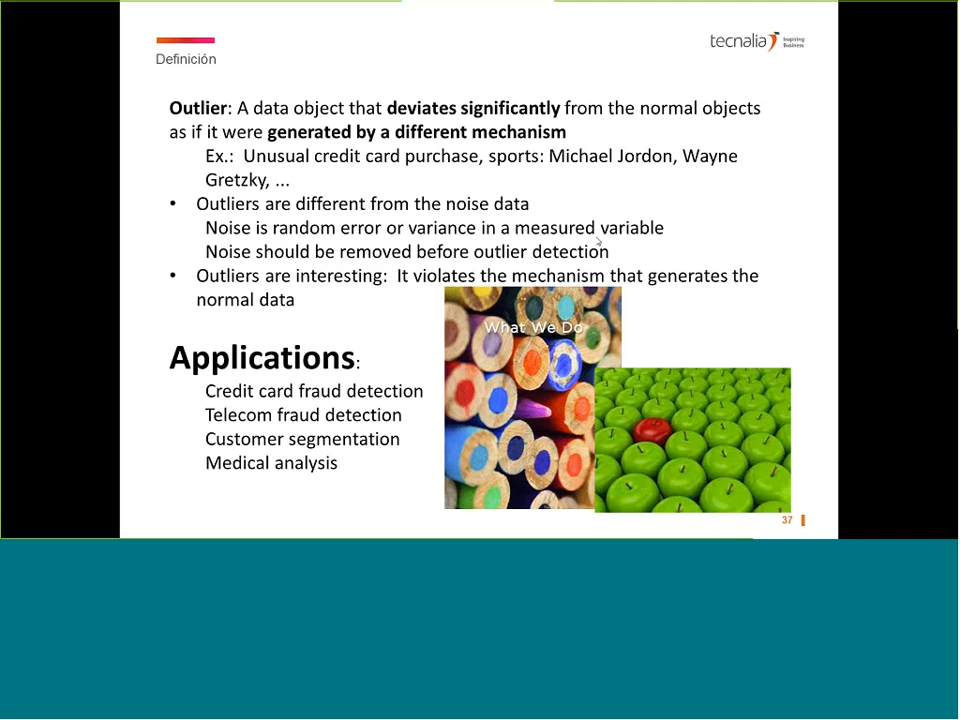 Definición
tecnalia Inspiring
Business
Outlier: A data object that deviates significantly from the normal objects
as if it were generated by a different mechanism
Ex.: Unusual credit card purchase, sports: Michael Jordon, Wayne
Gretzky, ...
• Outliers are different from the noise data
Noise is random error or variance in a measured variable
Noise should be removed before outlier detection
• Outliers are interesting: It violates the mechanism that generates the
normal data
What We Do
Applications:
Credit card fraud detection
Telecom fraud detection
Customer segmentation
Medical analysis
37